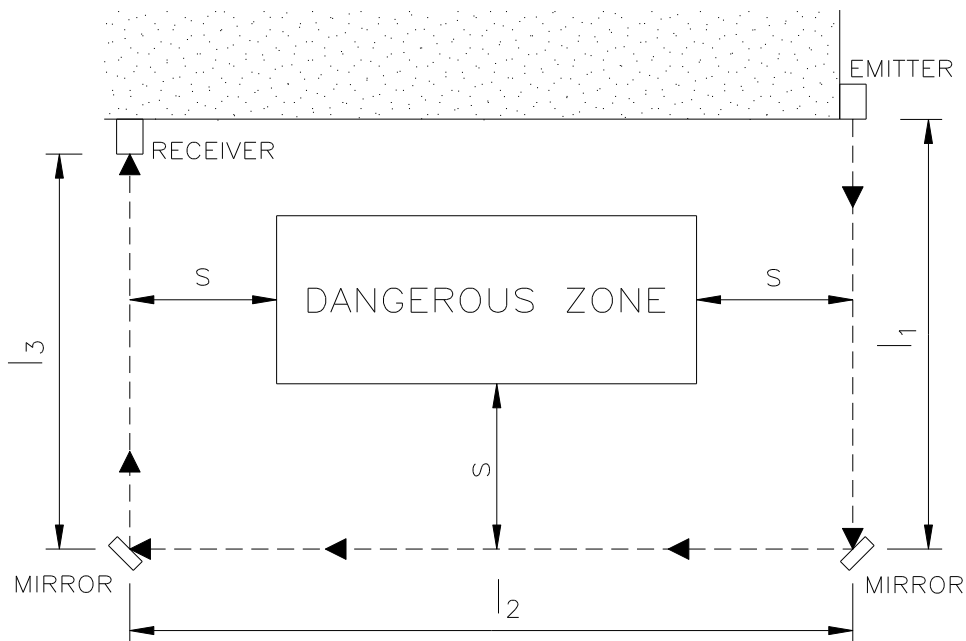 EMITTER
RECEIVER
S
S
DANGEROUS ZONE
l1
l3
S
MIRROR
MIRROR
l2